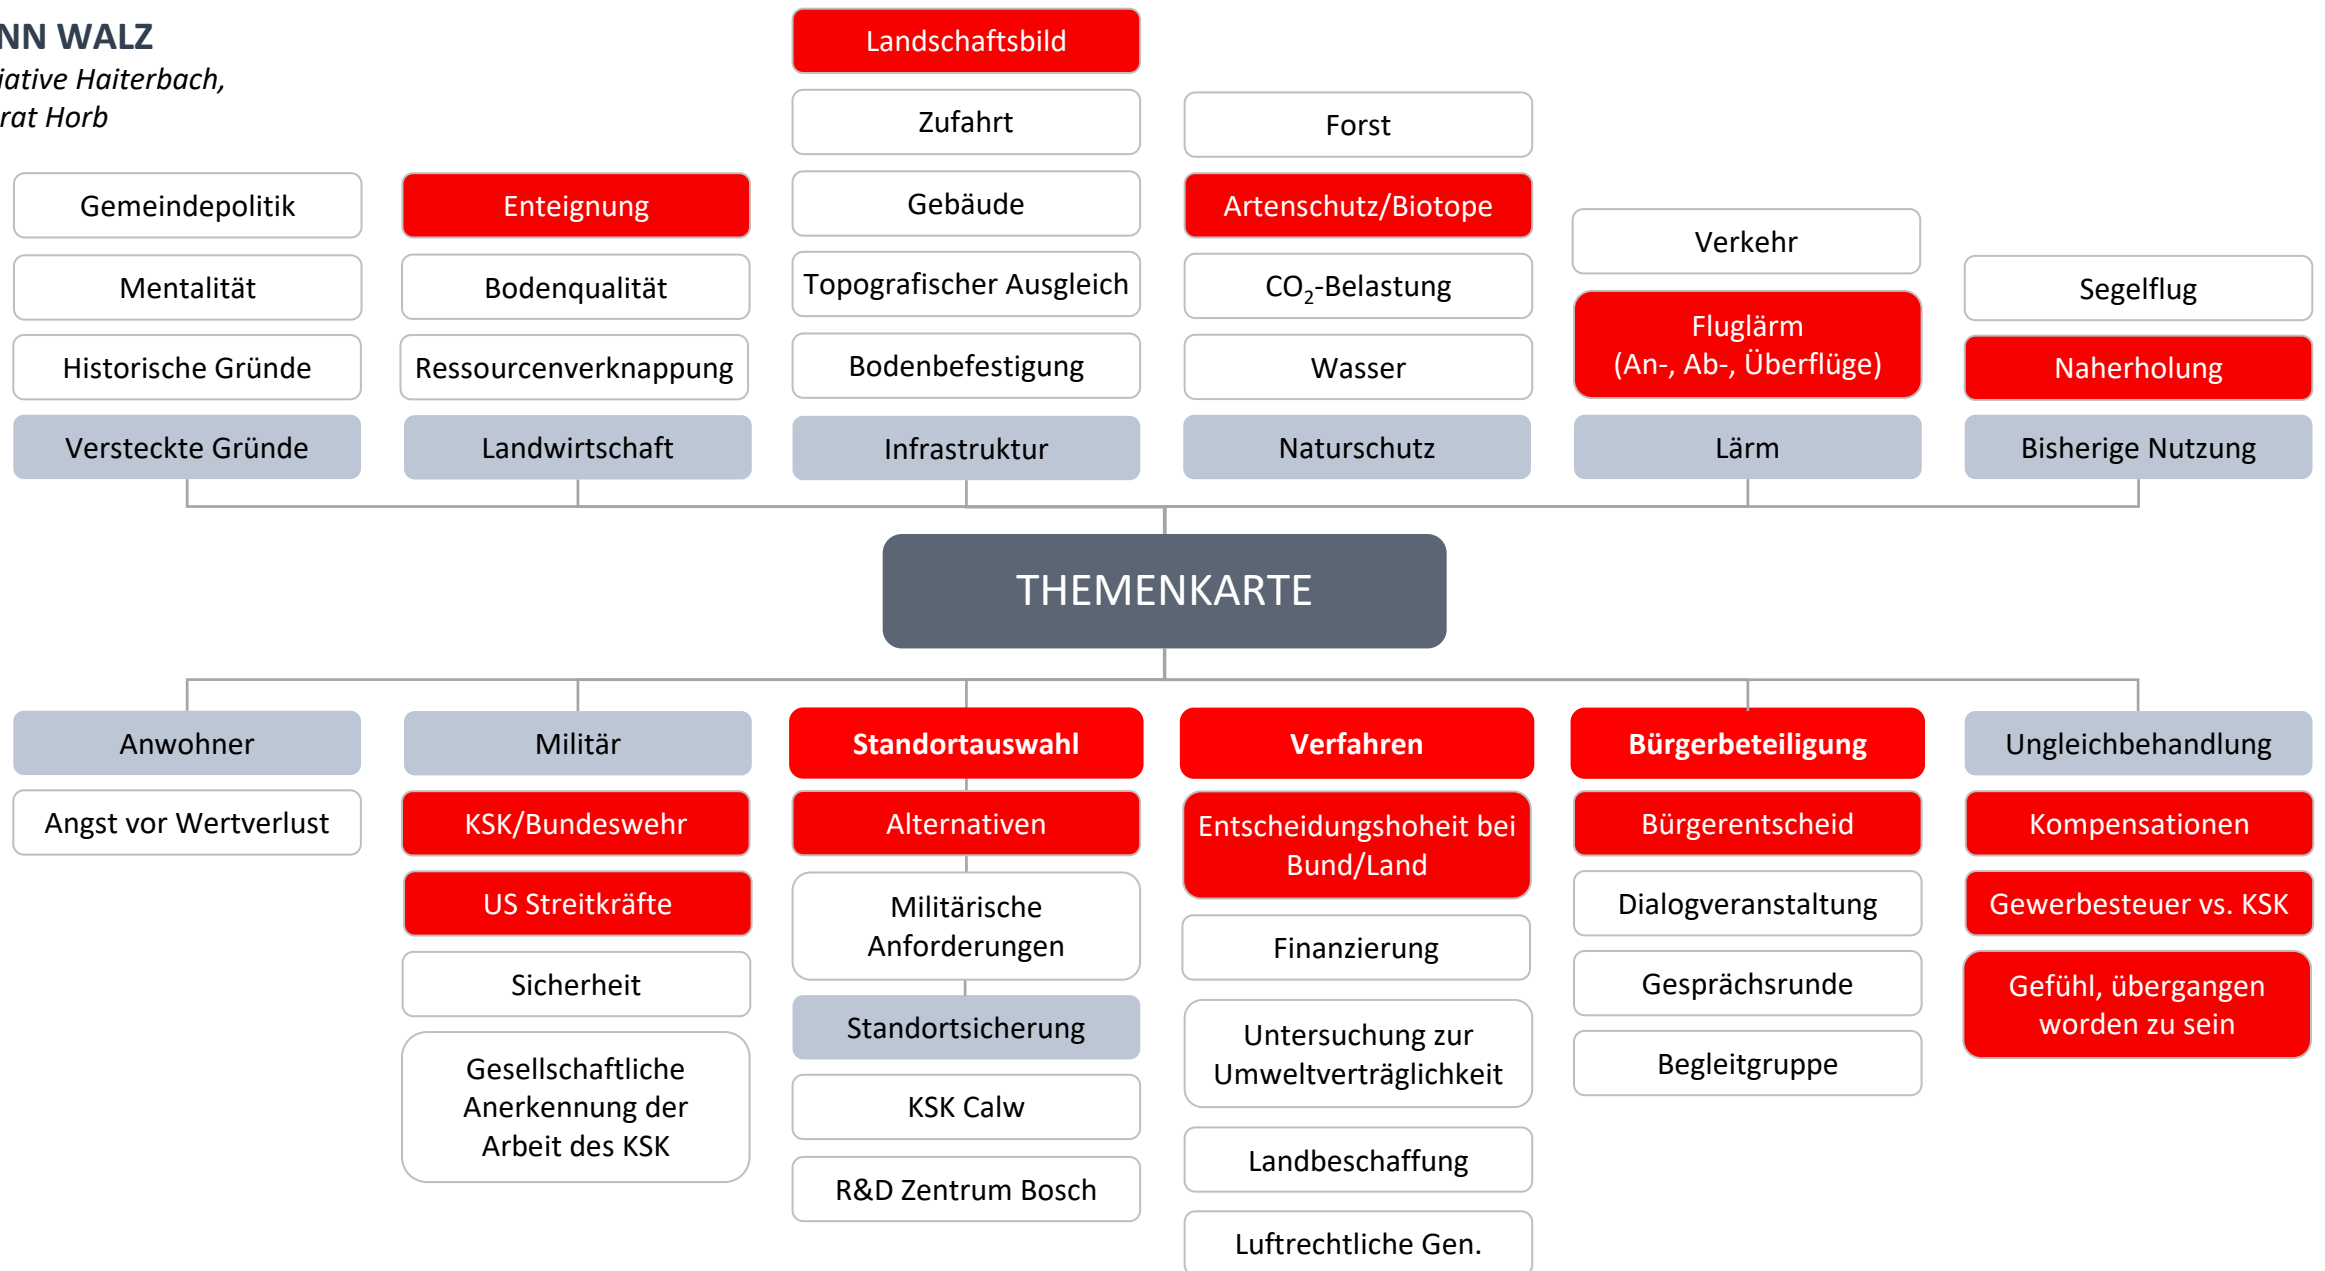 NN WALZ
iative Haiterbach,
rat Horb
Landschaftsbild
Zufahrt
Gebäude
Topografischer Ausgleich
Bodenbefestigung
Infrastruktur
Gemeindepolitik
Mentalität
Historische Gründe
Versteckte Gründe
Enteignung
Bodenqualität
Ressourcenverknappung
Landwirtschaft
Forst
Artenschutz/Biotope
CO₂-Belastung
Wasser
Naturschutz
Verkehr
Fluglärm
(An-, Ab-, Überflüge)
Lärm
Segelflug
Naherholung
Bisherige Nutzung
THEMENKARTE
Anwohner
Angst vor Wertverlust
Militär
KSK/Bundeswehr
US Streitkräfte
Sicherheit
Gesellschaftliche
Anerkennung der
Arbeit des KSK
Standortauswahl
Alternativen
Militärische
Anforderungen
Standortsicherung
KSK Calw
R&D Zentrum Bosch
Verfahren
Entscheidungshoheit bei
Bund/Land
Finanzierung
Untersuchung zur
Umweltverträglichkeit
Landbeschaffung
Luftrechtliche Gen.
Bürgerbeteiligung
Bürgerentscheid
Dialogveranstaltung
Gesprächsrunde
Begleitgruppe
Ungleichbehandlung
Kompensationen
Gewerbesteuer vs. KSK
Gefühl, übergangen
worden zu sein